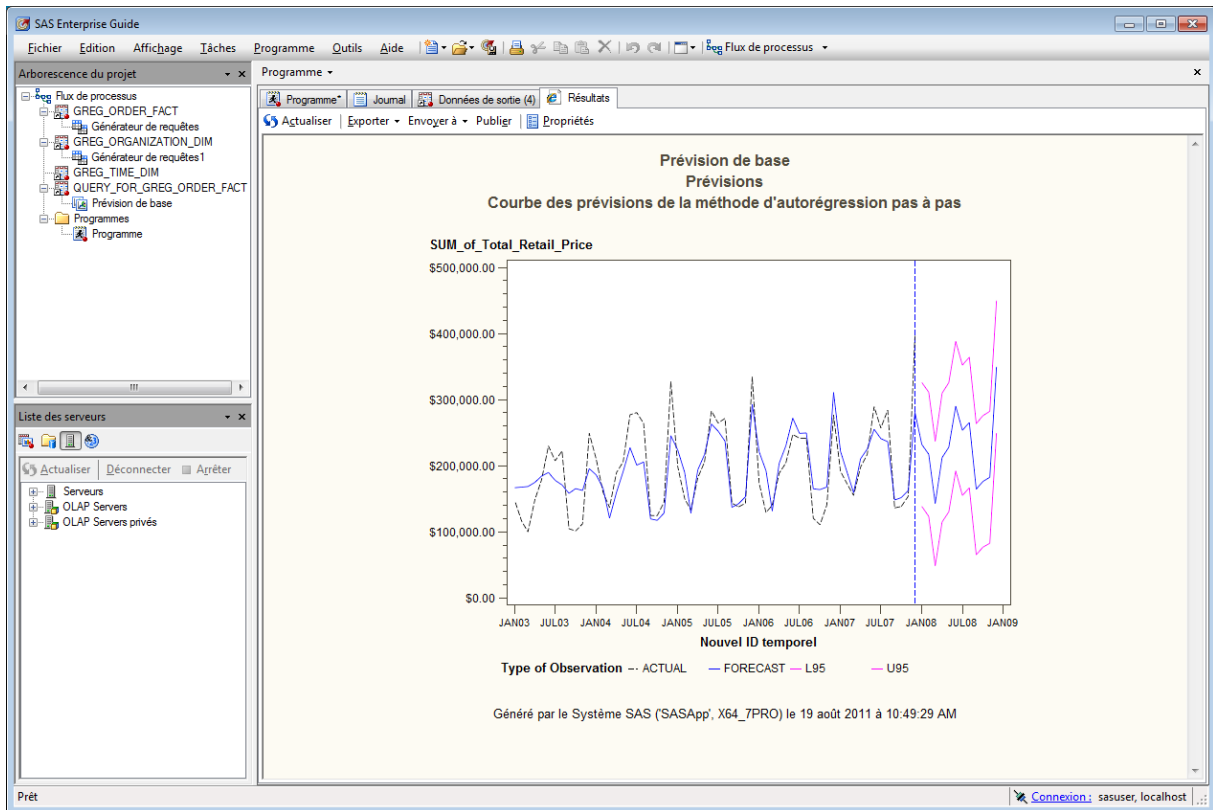 SAS Enterprise Guide
Fichier Edition Affichage Tâches Programme Outils Aide Flux de processus
Arborescence du projet
Flux de processus
GREG_ORDER_FACT
Générateur de requêtes
GREG_ORGANIZATION_DIM
Générateur de requêtes1
GREG_TIME_DIM
QUERY_FOR_GREG_ORDER_FACT
Prévision de base
Programmes
Programme
Liste des serveurs
Actualiser Déconnecter Arrêter
Serveurs
OLAP Servers
OLAP Servers privés
Programme
Programme* Journal Données de sortie (4) Résultats
Actualiser Exporter Envoyer à Publier Propriétés
Prévision de base
Prévisions
Courbe des prévisions de la méthode d'autorégression pas à pas
SUM_of_Total_Retail_Price
$500,000.00
$400,000.00
$300,000.00
$200,000.00
$100,000.00
$0.00
JAN03 JUL03 JAN04 JUL04 JAN05 JUL05 JAN06 JUL06 JAN07 JUL07 JAN08 JUL08 JAN09
Nouvel ID temporel
Type of Observation ACTUAL FORECAST L95 U95
Généré par le Système SAS ('SASApp', X64_7PRO) le 19 août 2011 à 10:49:29 AM
Prêt
Connexion : sasuser, localhost